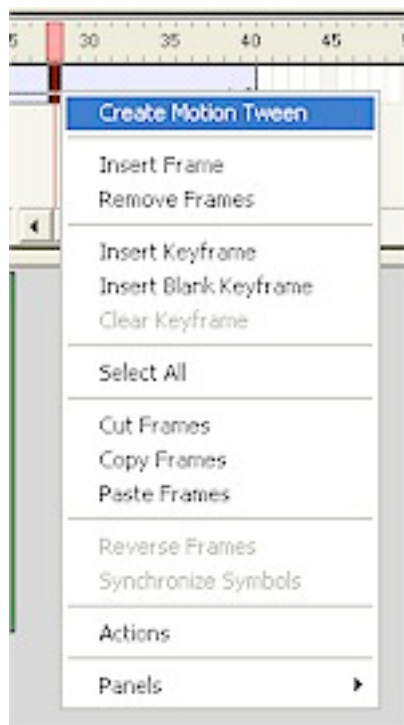 5 30 35 40 45
Create Motion Tween
Insert Frame
Remove Frames
Insert Keyframe
Insert Blank Keyframe
Clear Keyframe
Select All
Cut Frames
Copy Frames
Paste Frames
Reverse Frames
Synchronize Symbols
Actions
Panels